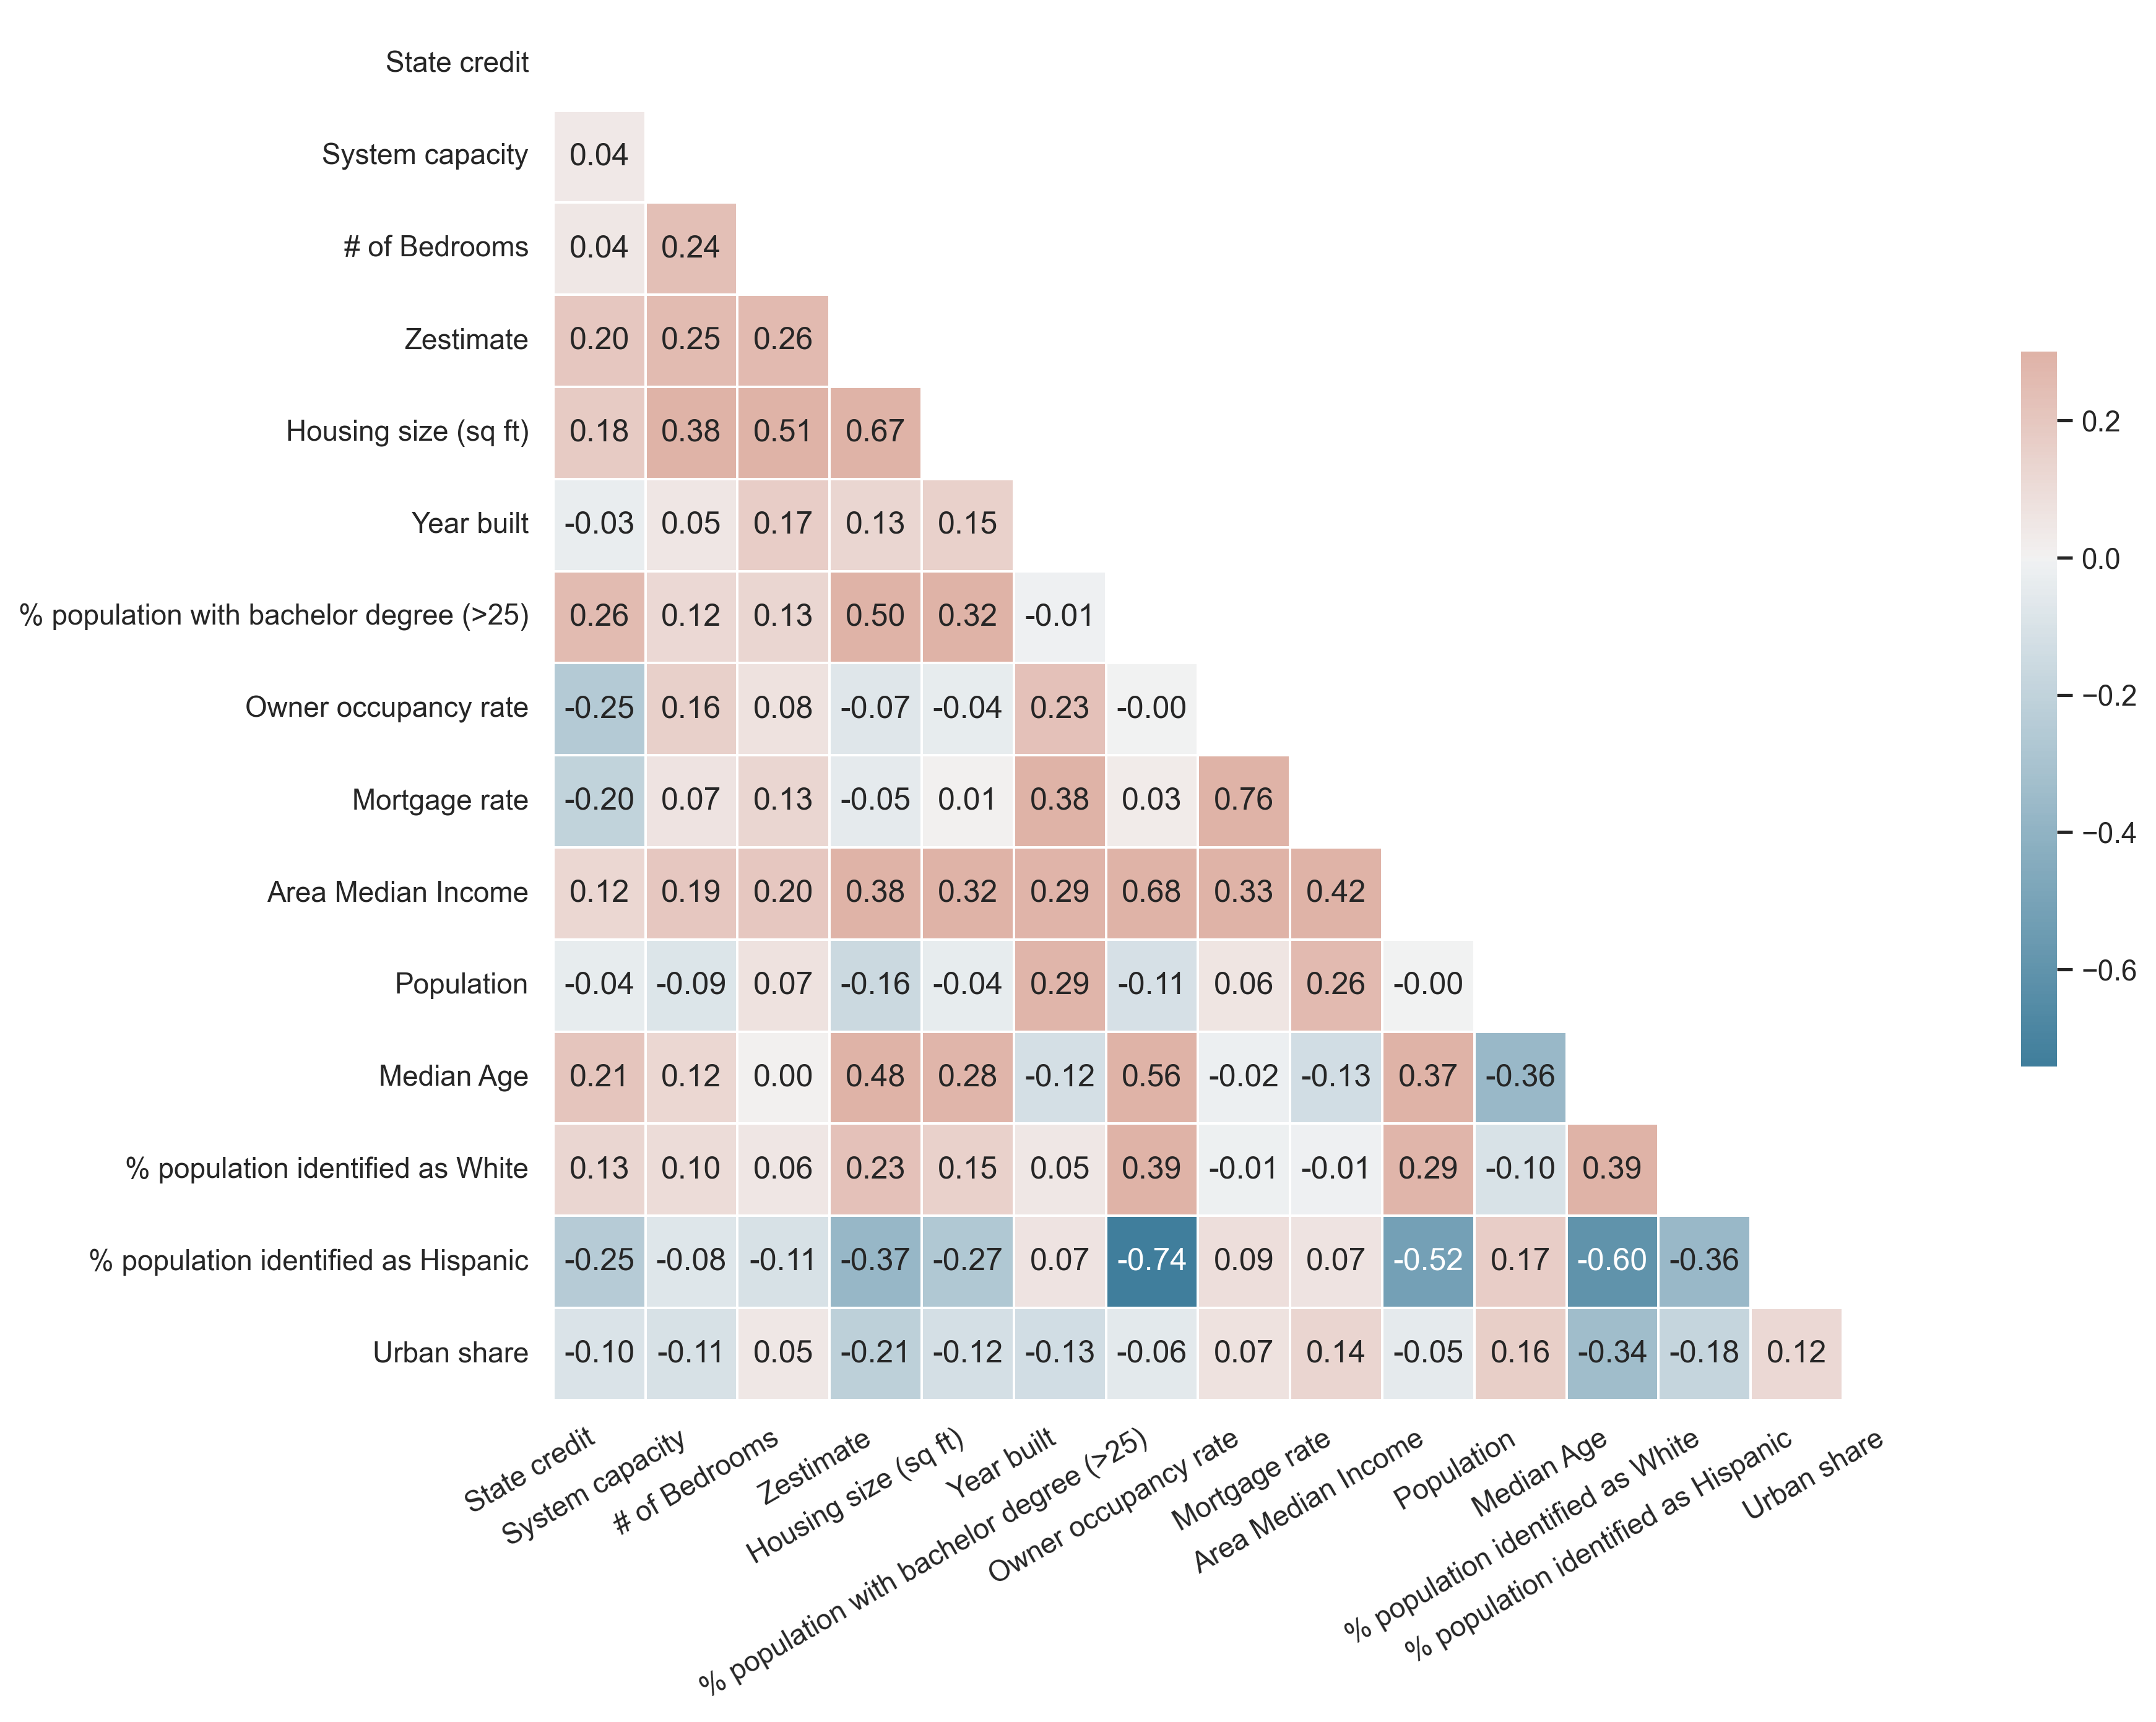 State credit
System capacity 0.04
# of Bedrooms 0.04 0.24
Zestimate 0.20 0.25 0.26
Housing size (sq ft) 0.18 0.38 0.51 0.67
Year built -0.03 0.05 0.17 0.13 0.15
% population with bachelor degree (>25) 0.26 0.12 0.13 0.50 0.32 -0.01
Owner occupancy rate -0.25 0.16 0.08 -0.07 -0.04 0.23 -0.00
Mortgage rate -0.20 0.07 0.13 -0.05 0.01 0.38 0.03 0.76
Area Median Income 0.12 0.19 0.20 0.38 0.32 0.29 0.68 0.33 0.42
Population -0.04 -0.09 0.07 -0.16 -0.04 0.29 -0.11 0.06 0.26 -0.00
Median Age 0.21 0.12 0.00 0.48 0.28 -0.12 0.56 -0.02 -0.13 0.37 -0.36
% population identified as White 0.13 0.10 0.06 0.23 0.15 0.05 0.39 -0.01 -0.01 0.29 -0.10 0.39
% population identified as Hispanic -0.25 -0.08 -0.11 -0.37 -0.27 0.07 -0.74 0.09 0.07 -0.52 0.17 -0.60 -0.36
Urban share -0.10 -0.11 0.05 -0.21 -0.12 -0.13 -0.06 0.07 0.14 -0.05 0.16 -0.34 -0.18 0.12
State credit
System capacity
# of Bedrooms
Zestimate
Housing size (sq ft)
Year built
% population with bachelor degree (>25)
Owner occupancy rate
Mortgage rate
Area Median Income
Population
Median Age
% population identified as White
% population identified as Hispanic
Urban share
0.2
0.0
−0.2
−0.4
−0.6